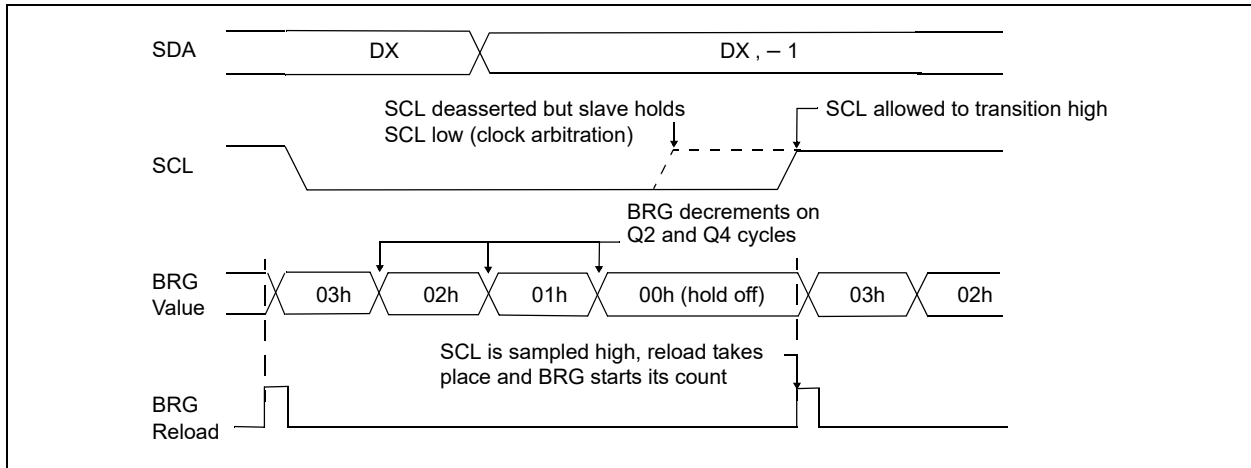 SDA
DX
DX , – 1
SCL deasserted but slave holds
SCL low (clock arbitration)
SCL allowed to transition high
SCL
BRG decrements on
Q2 and Q4 cycles
BRG
Value
03h
02h
01h
00h (hold off)
03h
02h
SCL is sampled high, reload takes
place and BRG starts its count
BRG
Reload